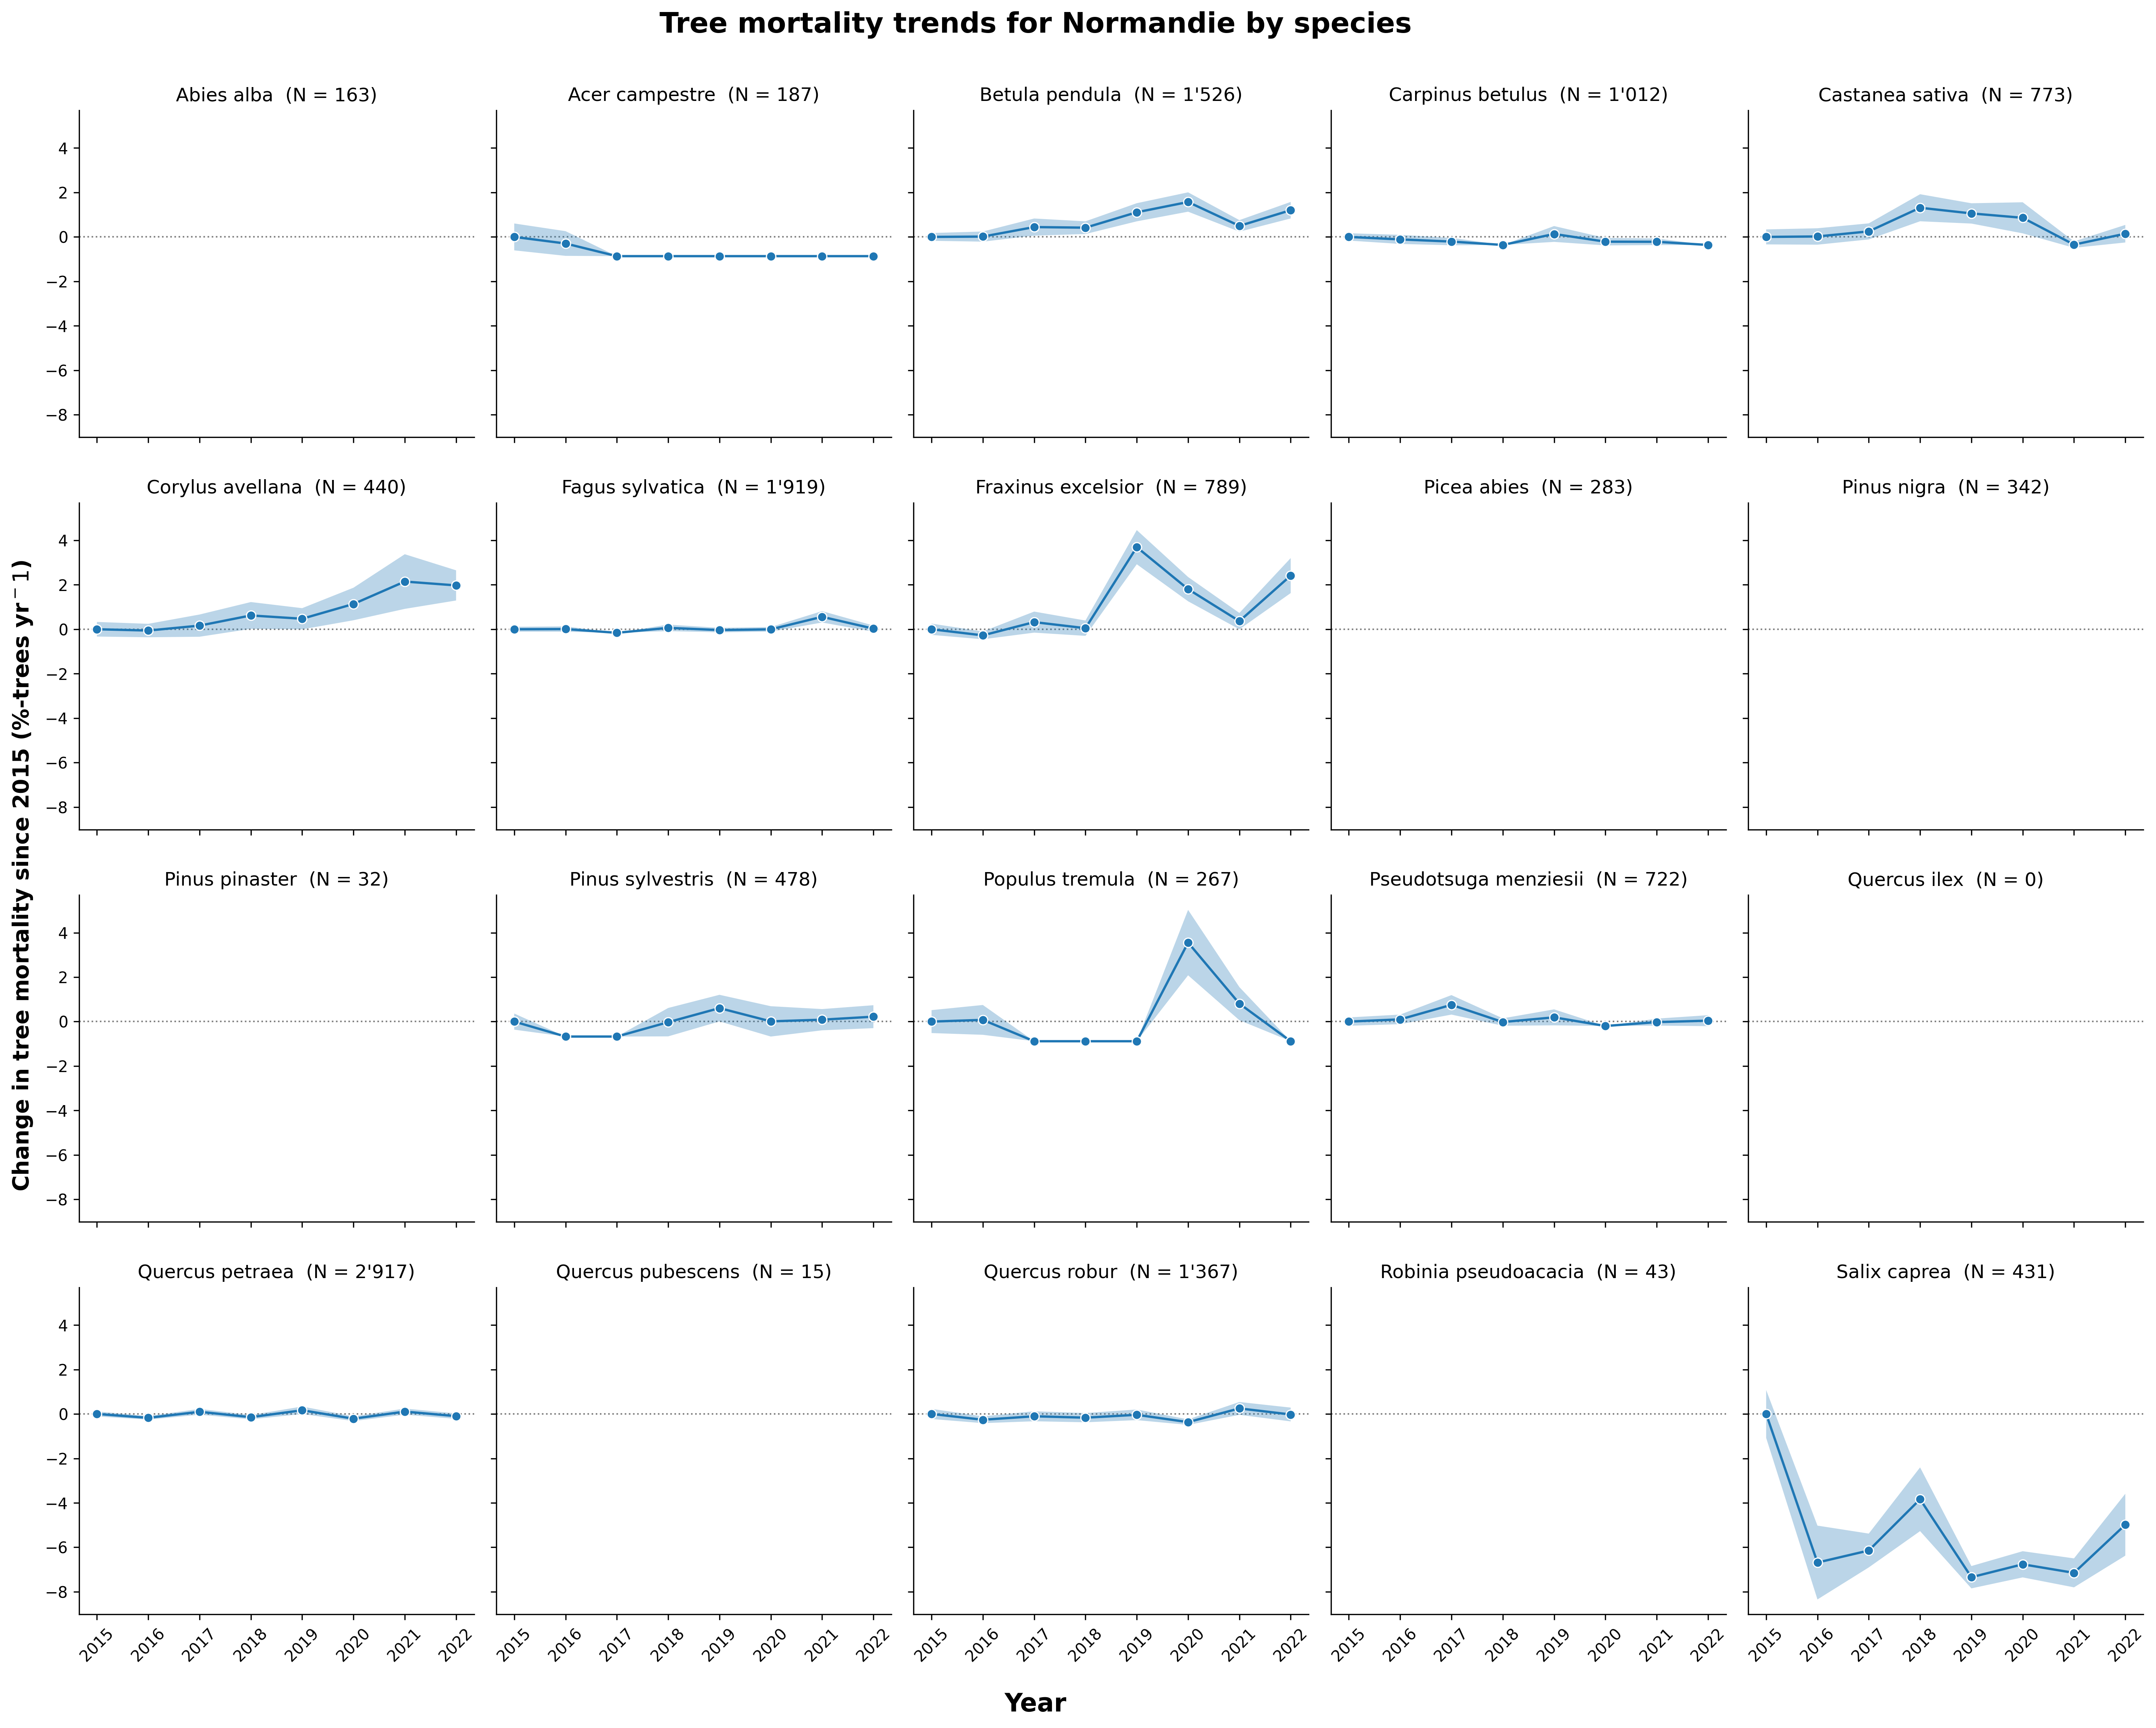 Tree mortality trends for Normandie by species
Abies alba (N = 163)
Acer campestre (N = 187)
Betula pendula (N = 1'526)
Carpinus betulus (N = 1'012)
Castanea sativa (N = 773)
4
2
0
−2
−4
−6
−8
Corylus avellana (N = 440)
Fagus sylvatica (N = 1'919)
Fraxinus excelsior (N = 789)
Picea abies (N = 283)
Pinus nigra (N = 342)
4
2
0
−2
−4
−6
−8
Change in tree mortality since 2015 (%-trees yr⁻1)
Pinus pinaster (N = 32)
Pinus sylvestris (N = 478)
Populus tremula (N = 267)
Pseudotsuga menziesii (N = 722)
Quercus ilex (N = 0)
4
2
0
−2
−4
−6
−8
Quercus petraea (N = 2'917)
Quercus pubescens (N = 15)
Quercus robur (N = 1'367)
Robinia pseudoacacia (N = 43)
Salix caprea (N = 431)
4
2
0
−2
−4
−6
−8
2015 2016 2017 2018 2019 2020 2021 2022
2015 2016 2017 2018 2019 2020 2021 2022
2015 2016 2017 2018 2019 2020 2021 2022
2015 2016 2017 2018 2019 2020 2021 2022
2015 2016 2017 2018 2019 2020 2021 2022
Year